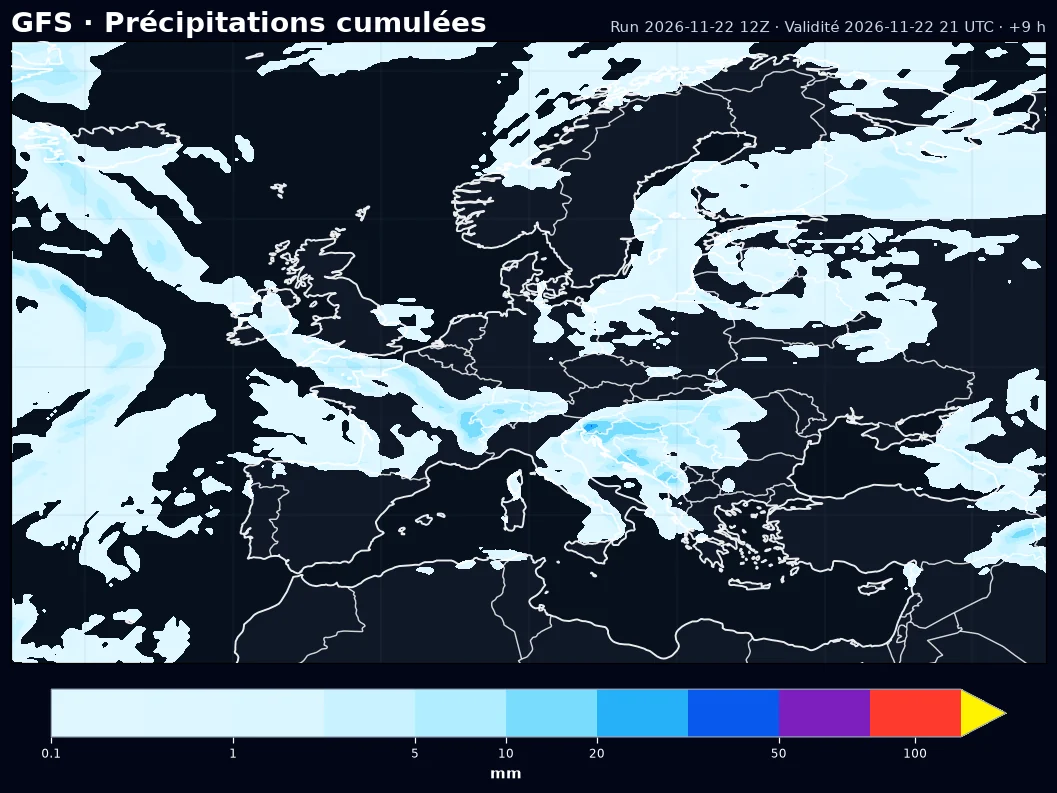 GFS · Précipitations cumulées
Run 2026-11-22 12Z · Validité 2026-11-22 21 UTC · +9 h
0.1 1 5 10 20 50 100
mm